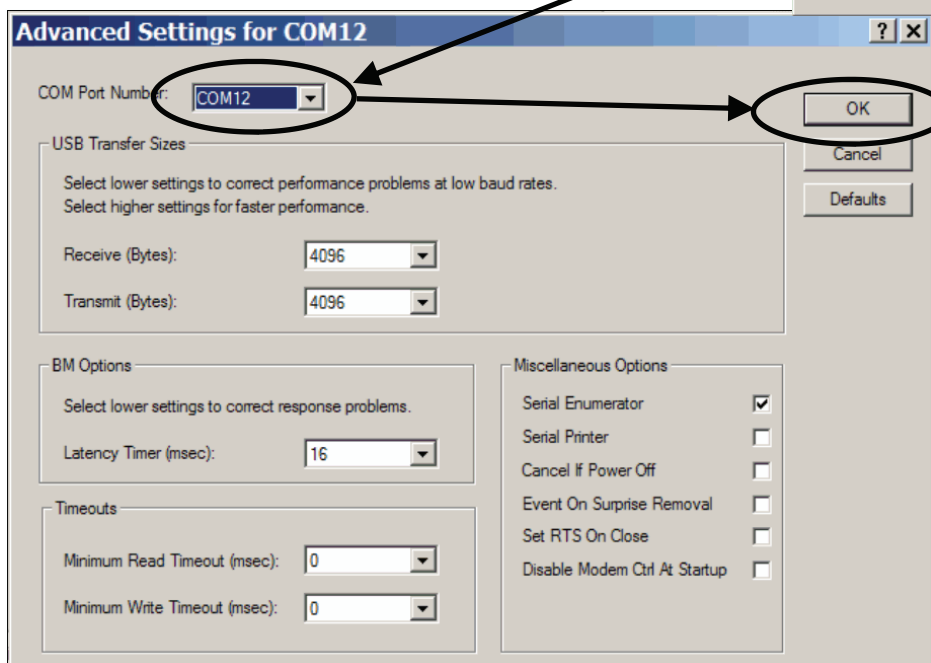 Advanced Settings for COM12
COM Port Number: COM12
OK
Cancel
Defaults
USB Transfer Sizes
Select lower settings to correct performance problems at low baud rates.
Select higher settings for faster performance.
Receive (Bytes): 4096
Transmit (Bytes): 4096
BM Options
Select lower settings to correct response problems.
Latency Timer (msec): 16
Timeouts
Minimum Read Timeout (msec): 0
Minimum Write Timeout (msec): 0
Miscellaneous Options
Serial Enumerator
Serial Printer
Cancel If Power Off
Event On Surprise Removal
Set RTS On Close
Disable Modem Ctrl At Startup